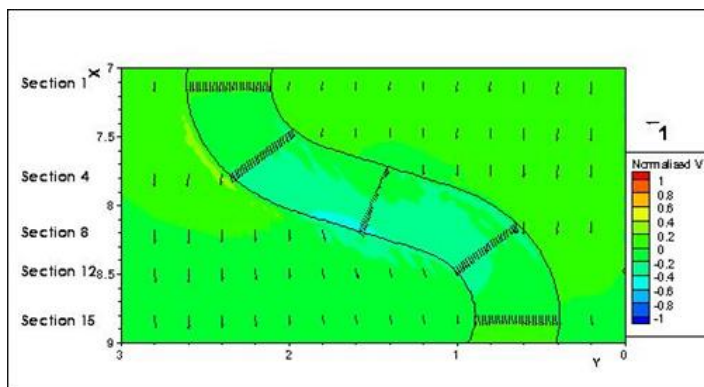 7
X
Section 1
7.5
1
Normalised V
1
0.8
0.6
0.4
0.2
0
-0.2
-0.4
-0.6
-0.8
-1
Section 4
8
Section 8
Section 12
8.5
Section 15
9
3
2
1
Y
0